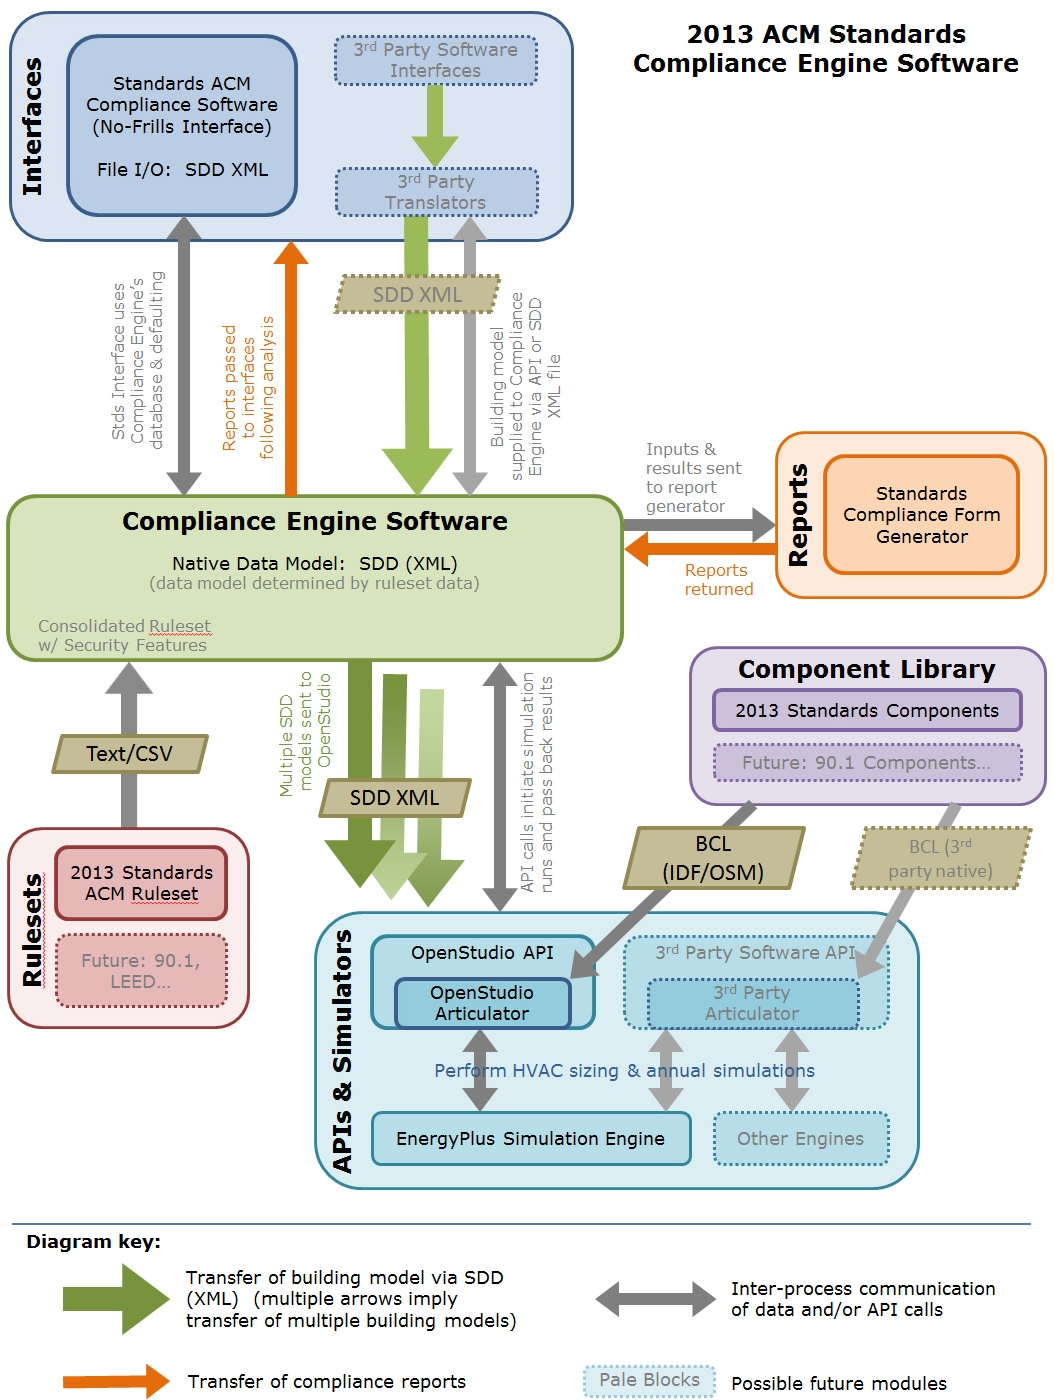 2013 ACM Standards
Compliance Engine Software
Interfaces
Standards ACM
Compliance Software
(No-Frills Interface)
File I/O:  SDD XML
3rd Party Software
Interfaces
3rd Party
Translators
SDD XML
Stds Interface uses
Compliance Engine's
database & defaulting
Reports passed
to interfaces
following analysis
Building model
supplied to Compliance
Engine via API or SDD
XML file
Compliance Engine Software
Native Data Model:  SDD (XML)
(data model determined by ruleset data)
Consolidated Ruleset
w/ Security Features
Inputs &
results sent
to report
generator
Reports
returned
Reports
Standards
Compliance Form
Generator
Component Library
2013 Standards Components
Future: 90.1 Components…
Text/CSV
Multiple SDD
models sent to
OpenStudio
SDD XML
API calls initiate simulation
runs and pass back results
BCL
(IDF/OSM)
BCL (3rd
party native)
Rulesets
2013 Standards
ACM Ruleset
Future: 90.1,
LEED…
APIs & Simulators
OpenStudio API
OpenStudio
Articulator
3rd Party Software API
3rd Party
Articulator
Perform HVAC sizing & annual simulations
EnergyPlus Simulation Engine
Other Engines
Diagram key:
Transfer of building model via SDD
(XML)  (multiple arrows imply
transfer of multiple building models)
Inter-process communication
of data and/or API calls
Transfer of compliance reports
Pale Blocks
Possible future modules